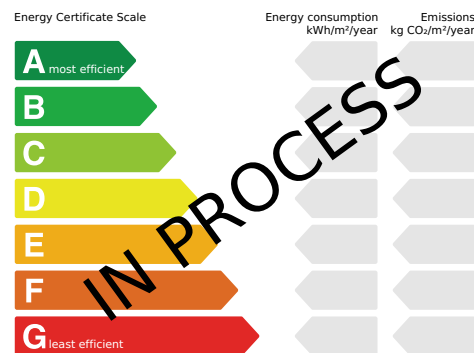 Energy Certificate Scale
Energy consumption
kWh/m²/year
Emissions
kg CO₂/m²/year
A most efficient
B
C
D
E
F
G least efficient
IN PROCESS